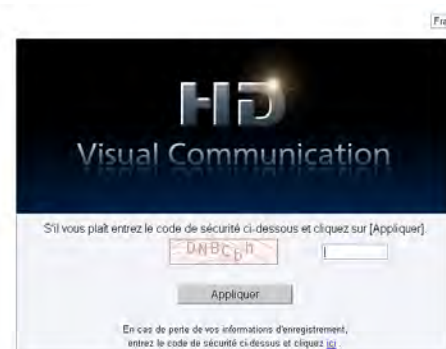 Fra
HD
Visual Communication
S'il vous plaît entrez le code de sécurité ci-dessous et cliquez sur [Appliquer].
DNBCbh
Appliquer
En cas de perte de vos informations d'enregistrement,
entrez le code de sécurité ci-dessus et cliquez ici .